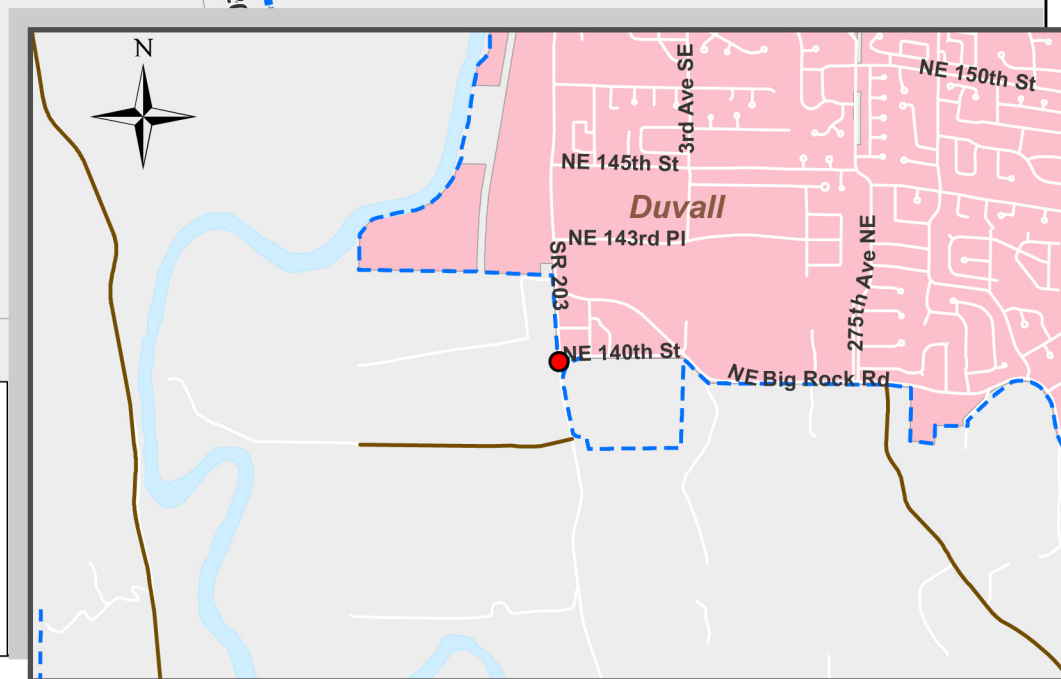 N
3rd Ave SE
NE 150th St
NE 145th St
Duvall
NE 143rd Pl
SR 203
275th Ave NE
NE 140th St
NE Big Rock Rd